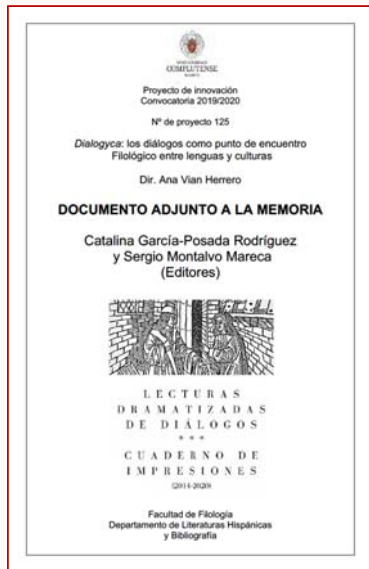 UNIVERSIDAD
COMPLUTENSE
MADRID
Proyecto de innovación
Convocatoria 2019/2020
Nº de proyecto 125
Dialogyca: los diálogos como punto de encuentro
Filológico entre lenguas y culturas
Dir. Ana Vian Herrero
DOCUMENTO ADJUNTO A LA MEMORIA
Catalina García-Posada Rodríguez
y Sergio Montalvo Mareca
(Editores)
LECTURAS
DRAMATIZADAS
DE DIÁLOGOS
* * *
CUADERNO DE
IMPRESIONES
(2014-2020)
Facultad de Filología
Departamento de Literaturas Hispánicas
y Bibliografía